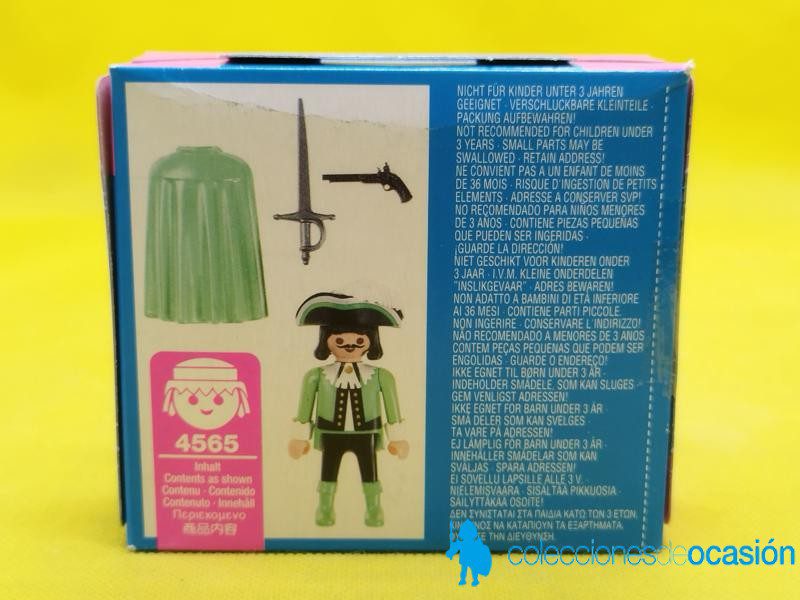 4565
Inhalt
Contents as shown
Contenu · Contenido
Contenuto · Innehåll
Περιεχομενο
商品内容
NICHT FÜR KINDER UNTER 3 JAHREN
GEEIGNET · VERSCHLUCKBARE KLEINTEILE ·
PACKUNG AUFBEWAHREN!
NOT RECOMMENDED FOR CHILDREN UNDER
3 YEARS · SMALL PARTS MAY BE
SWALLOWED · RETAIN ADDRESS!
NE CONVIENT PAS A UN ENFANT DE MOINS
DE 36 MOIS · RISQUE D'INGESTION DE PETITS
ELEMENTS · ADRESSE A CONSERVER SVP!
NO RECOMENDADO PARA NIÑOS MENORES
DE 3 AÑOS · CONTIENE PIEZAS PEQUEÑAS
QUE PUEDEN SER INGERIDAS ·
¡GUARDE LA DIRECCIÓN!
NIET GESCHIKT VOOR KINDEREN ONDER
3 JAAR · I.V.M. KLEINE ONDERDELEN
"INSLIKGEVAAR" · ADRES BEWAREN!
NON ADATTO A BAMBINI DI ETÀ INFERIORE
AI 36 MESI · CONTIENE PARTI PICCOLE.
NON INGERIRE · CONSERVARE L'INDIRIZZO!
NÃO RECOMENDADO A MENORES DE 3 ANOS
CONTEM PEÇAS PEQUENAS QUE PODEM SER
ENGOLIDAS · GUARDE O ENDEREÇO!
IKKE EGNET TIL BØRN UNDER 3 ÅR ·
INDEHOLDER SMÅDELE, SOM KAN SLUGES ·
GEM VENLIGST ADRESSEN!
IKKE EGNET FOR BARN UNDER 3 ÅR ·
SMÅ DELER SOM KAN SVELGES ·
TA VARE PÅ ADRESSEN!
EJ LÄMPLIG FÖR BARN UNDER 3 ÅR ·
INNEHÅLLER SMÅDELAR SOM KAN
SVÄLJAS · SPARA ADRESSEN!
EI SOVELLU LAPSILLE ALLE 3 V. ·
NIELEMISVAARA · SISÄLTÄÄ PIKKUOSIA ·
SÄILYTTÄKÄÄ OSOITE!
ΔΕΝ ΣΥΝΙΣΤΑΤΑΙ ΣΤΑ ΠΑΙΔΙΑ ΚΑΤΩ ΤΩΝ 3 ΕΤΩΝ.
ΝΑ ΚΑΤΑΠΙΟΥΝ ΤΑ ΕΞΑΡΤΗΜΑΤΑ.
ΤΗΝ ΔΙΕΥΘΥΝΣΗ.
coleccionesdeocasión